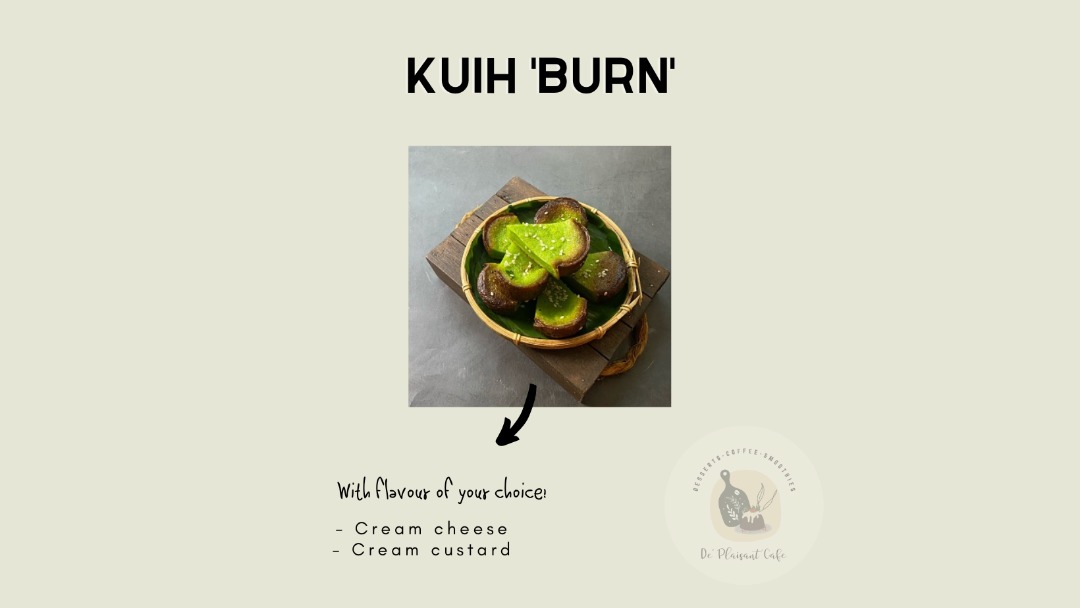 KUIH 'BURN'
With flavour of your choice!
- Cream cheese
- Cream custard
DESSERTS-COFFEE-SMOOTHIES
De' Plaisant Cafe